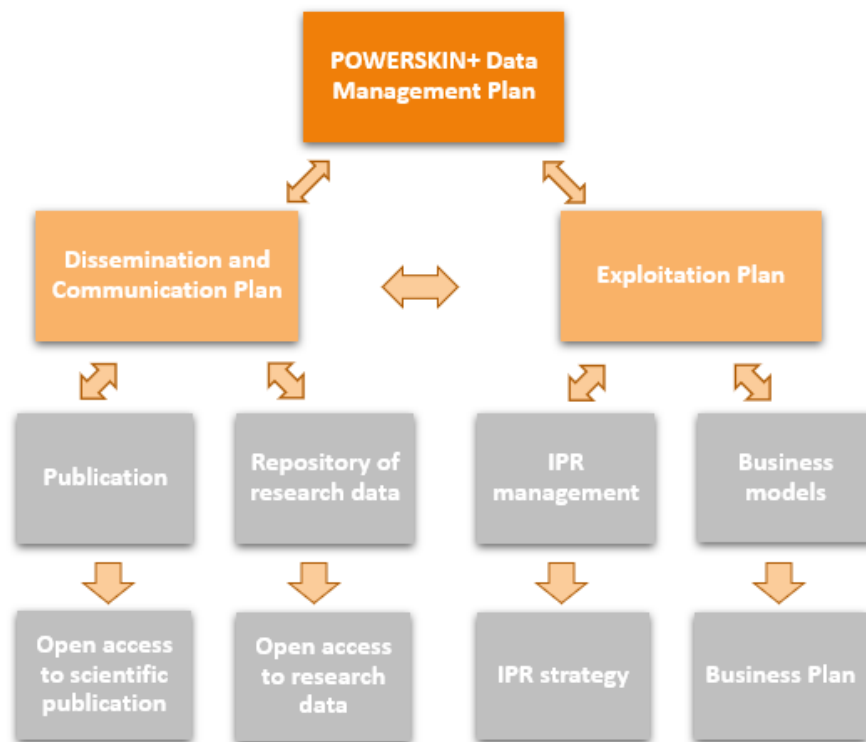 POWERSKIN+ Data
Management Plan
Dissemination and
Communication Plan
Exploitation Plan
Publication
Repository of
research data
IPR
management
Business
models
Open access
to scientific
publication
Open access
to research
data
IPR strategy
Business Plan